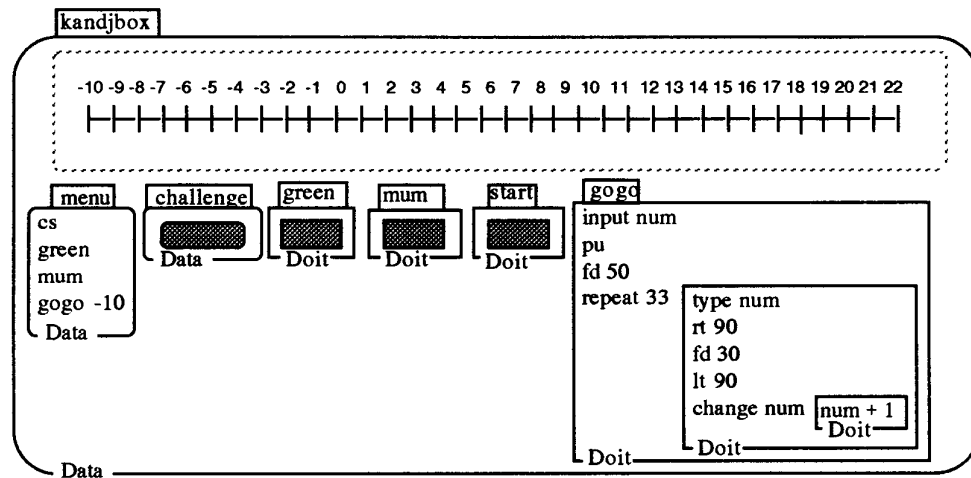 kandjbox
-10 -9 -8 -7 -6 -5 -4 -3 -2 -1 0 1 2 3 4 5 6 7 8 9 10 11 12 13 14 15 16 17 18 19 20 21 22
menu
cs
green
mum
gogo -10
Data
challenge
Data
green
Doit
mum
Doit
start
Doit
gogo
input num
pu
fd 50
repeat 33
type num
rt 90
fd 30
lt 90
change num
num + 1
Doit
Doit
Doit
Data